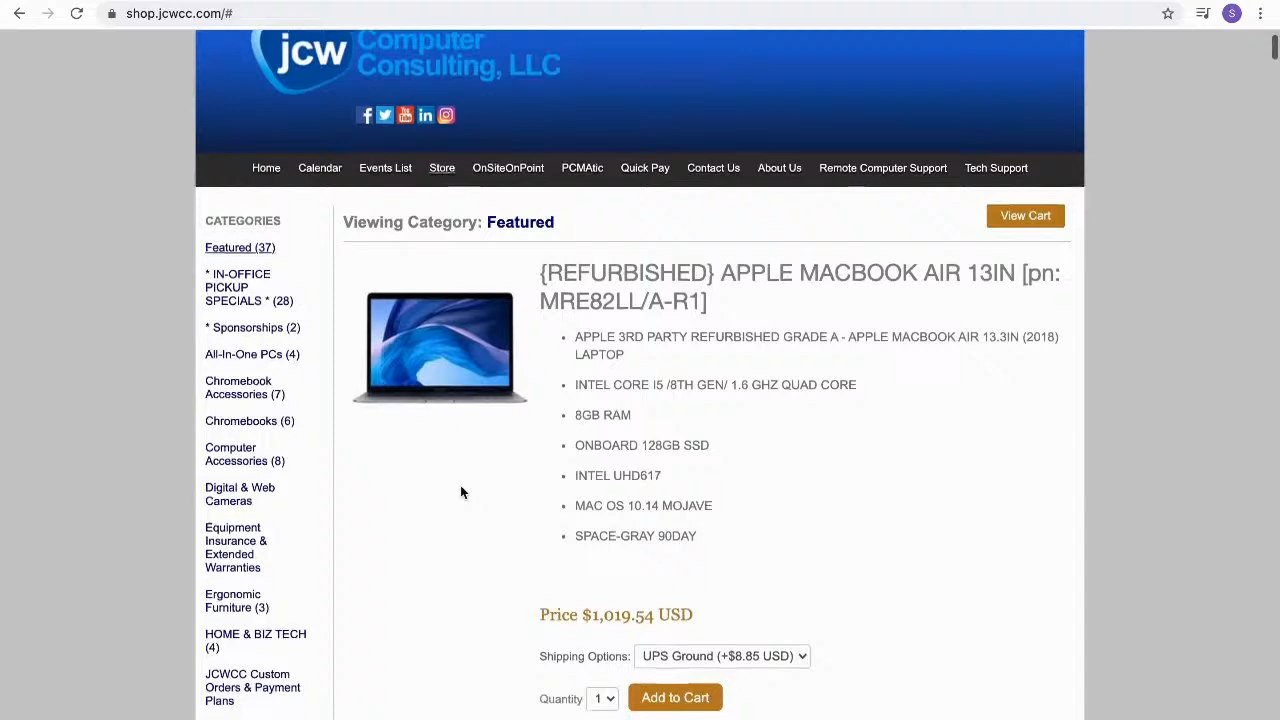 shop.jcwcc.com/#
S
jcw
Computer
Consulting, LLC
f
You
Tube
in
Home Calendar Events List Store OnSiteOnPoint PCMAtic Quick Pay Contact Us About Us Remote Computer Support Tech Support
CATEGORIES
Featured (37)
* IN-OFFICE
PICKUP
SPECIALS * (28)
* Sponsorships (2)
All-In-One PCs (4)
Chromebook
Accessories (7)
Chromebooks (6)
Computer
Accessories (8)
Digital & Web
Cameras
Equipment
Insurance &
Extended
Warranties
Ergonomic
Furniture (3)
HOME & BIZ TECH
(4)
JCWCC Custom
Orders & Payment
Plans
Viewing Category: Featured
View Cart
{REFURBISHED} APPLE MACBOOK AIR 13IN [pn:
MRE82LL/A-R1]
APPLE 3RD PARTY REFURBISHED GRADE A - APPLE MACBOOK AIR 13.3IN (2018)
LAPTOP
INTEL CORE I5 /8TH GEN/ 1.6 GHZ QUAD CORE
8GB RAM
ONBOARD 128GB SSD
INTEL UHD617
MAC OS 10.14 MOJAVE
SPACE-GRAY 90DAY
Price $1,019.54 USD
Shipping Options: UPS Ground (+$8.85 USD)
Quantity 1 Add to Cart